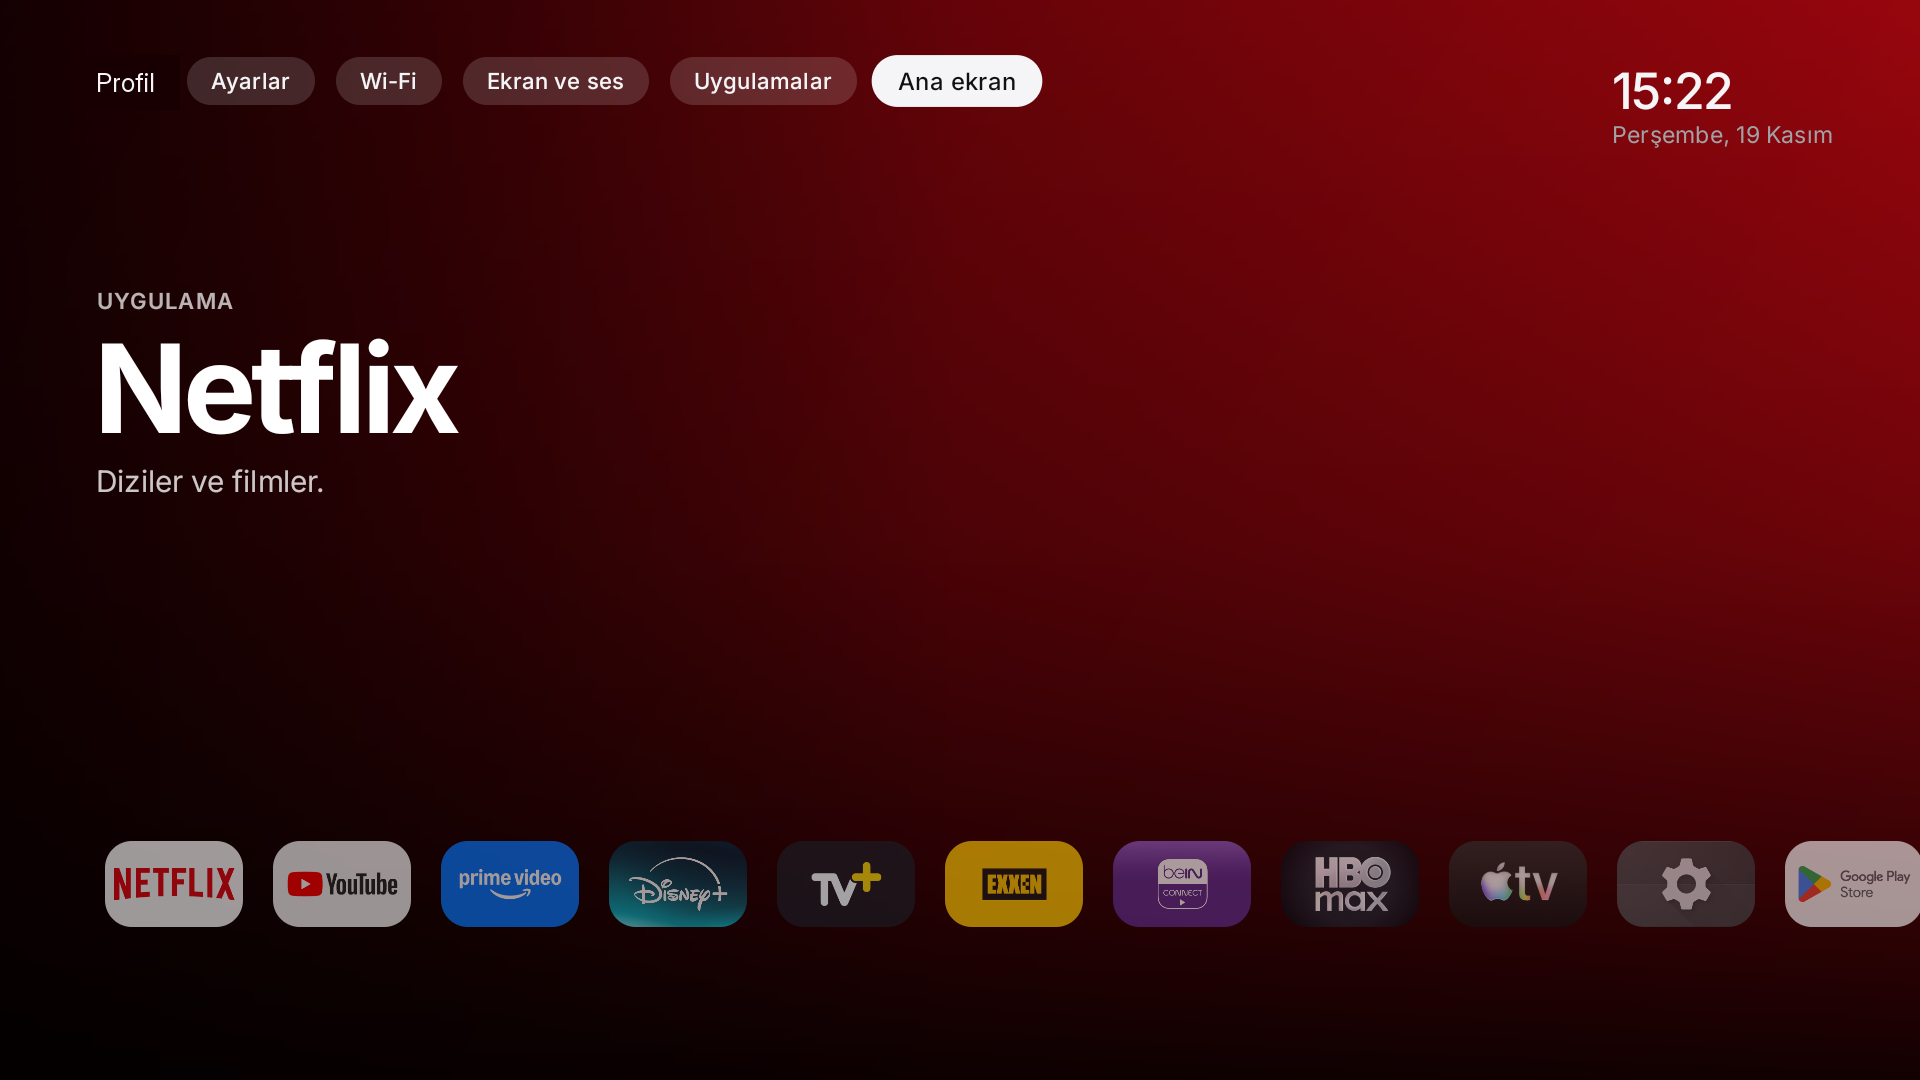 Profil Ayarlar Wi-Fi Ekran ve ses Uygulamalar Ana ekran
15:22
Perşembe, 19 Kasım
UYGULAMA
Netflix
Diziler ve filmler.
NETFLIX YouTube prime video Disney+ TV+ EXXEN beIN CONNECT HBO max tv Google Play Store